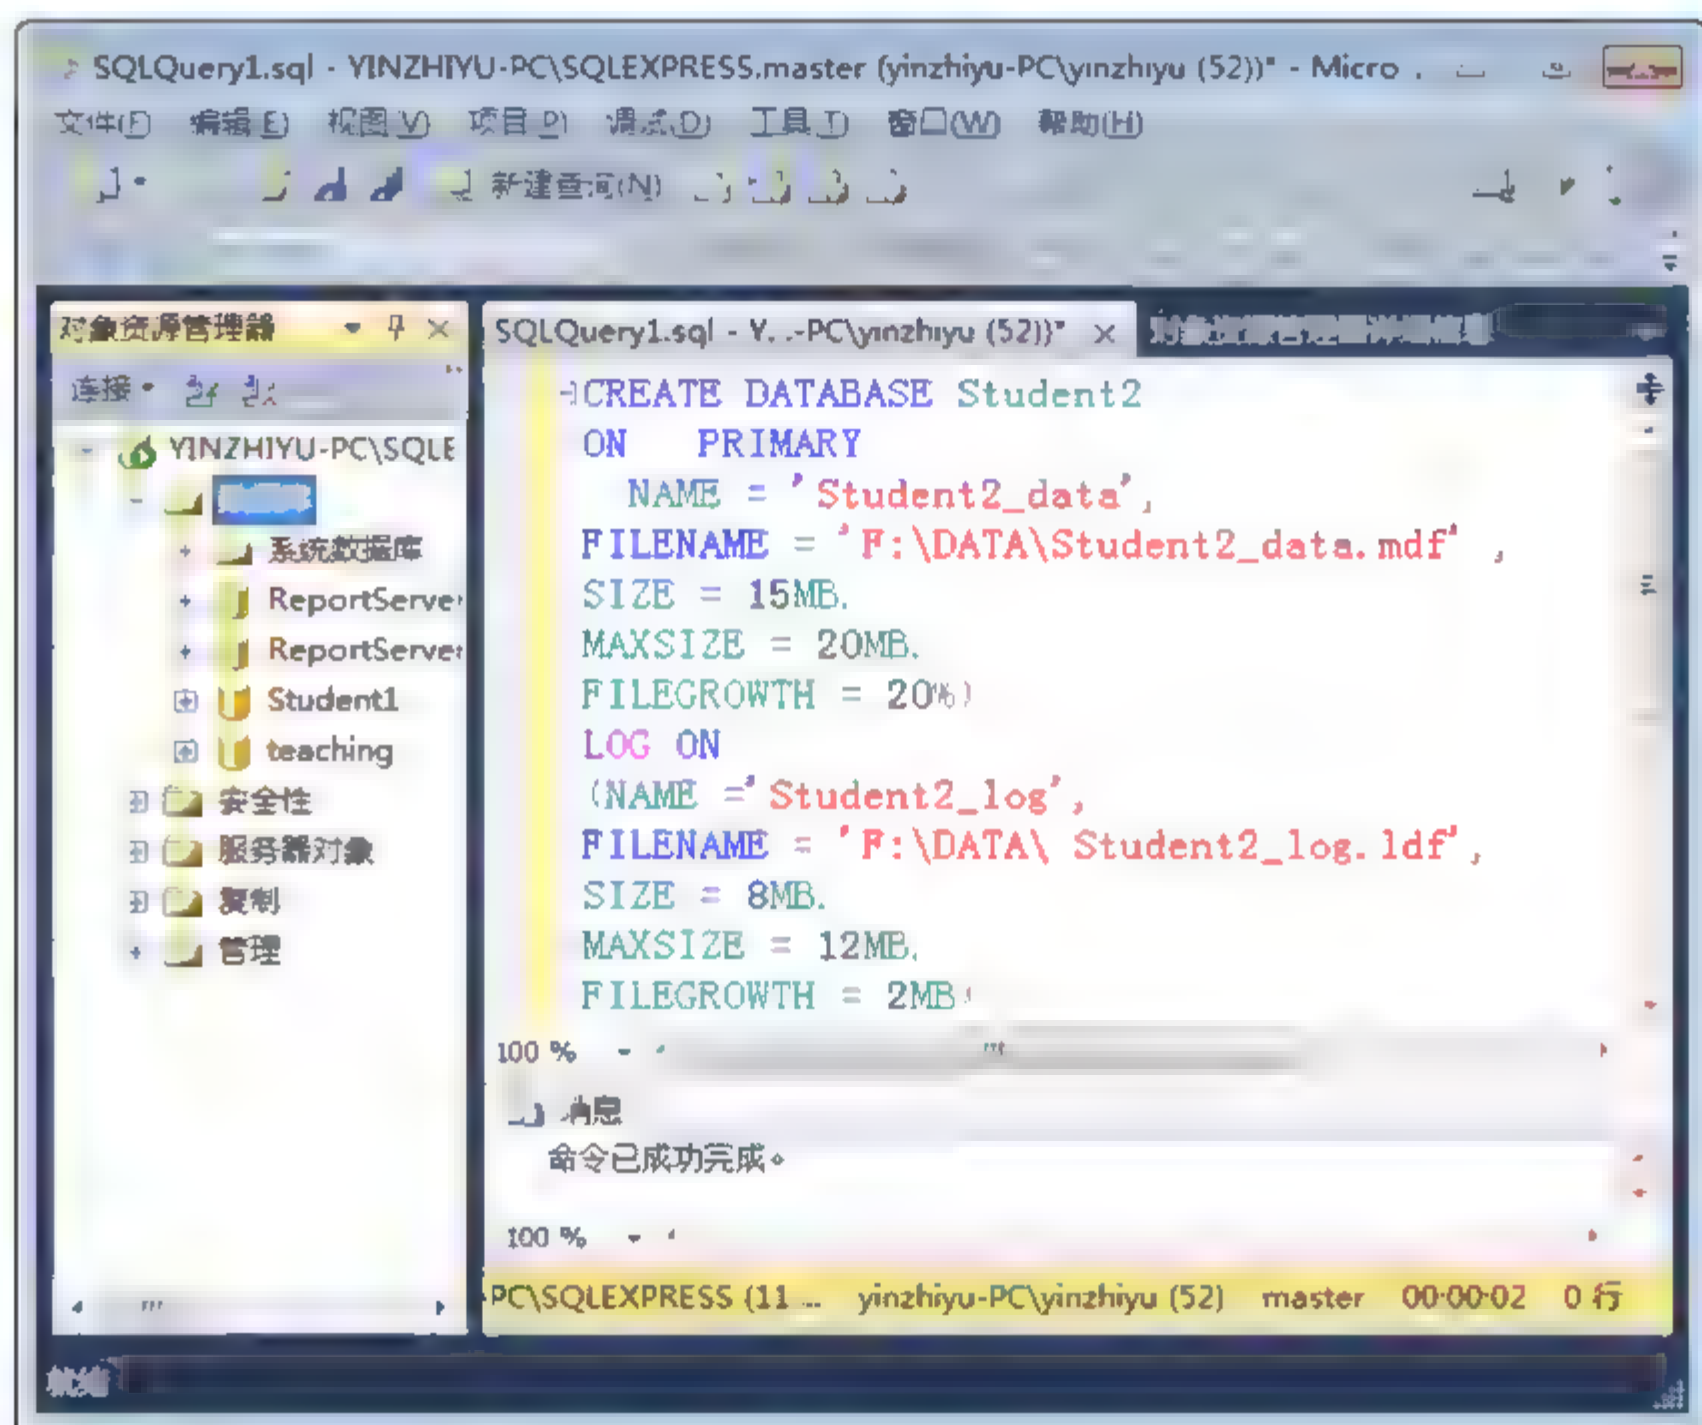 SQLQuery1.sql - YINZHIYU-PC\SQLEXPRESS.master (yinzhiyu-PC\yinzhiyu (52))* - Micro
文件(F) 编辑(E) 视图(V) 项目(P) 调试(D) 工具(T) 窗口(W) 帮助(H)
新建查询(N)
对象资源管理器
连接
YINZHIYU-PC\SQLE
系统数据库
ReportServer
ReportServer
Student1
teaching
安全性
服务器对象
复制
管理
SQLQuery1.sql - Y...-PC\yinzhiyu (52))*
CREATE DATABASE Student2
ON PRIMARY
NAME = 'Student2_data',
FILENAME = 'F:\DATA\Student2_data.mdf' ,
SIZE = 15MB,
MAXSIZE = 20MB,
FILEGROWTH = 20%)
LOG ON
(NAME ='Student2_log',
FILENAME = 'F:\DATA\ Student2_log.ldf',
SIZE = 8MB,
MAXSIZE = 12MB,
FILEGROWTH = 2MB)
100 %
消息
命令已成功完成。
100 %
PC\SQLEXPRESS (11 ... yinzhiyu-PC\yinzhiyu (52) master 00:00:02 0 行